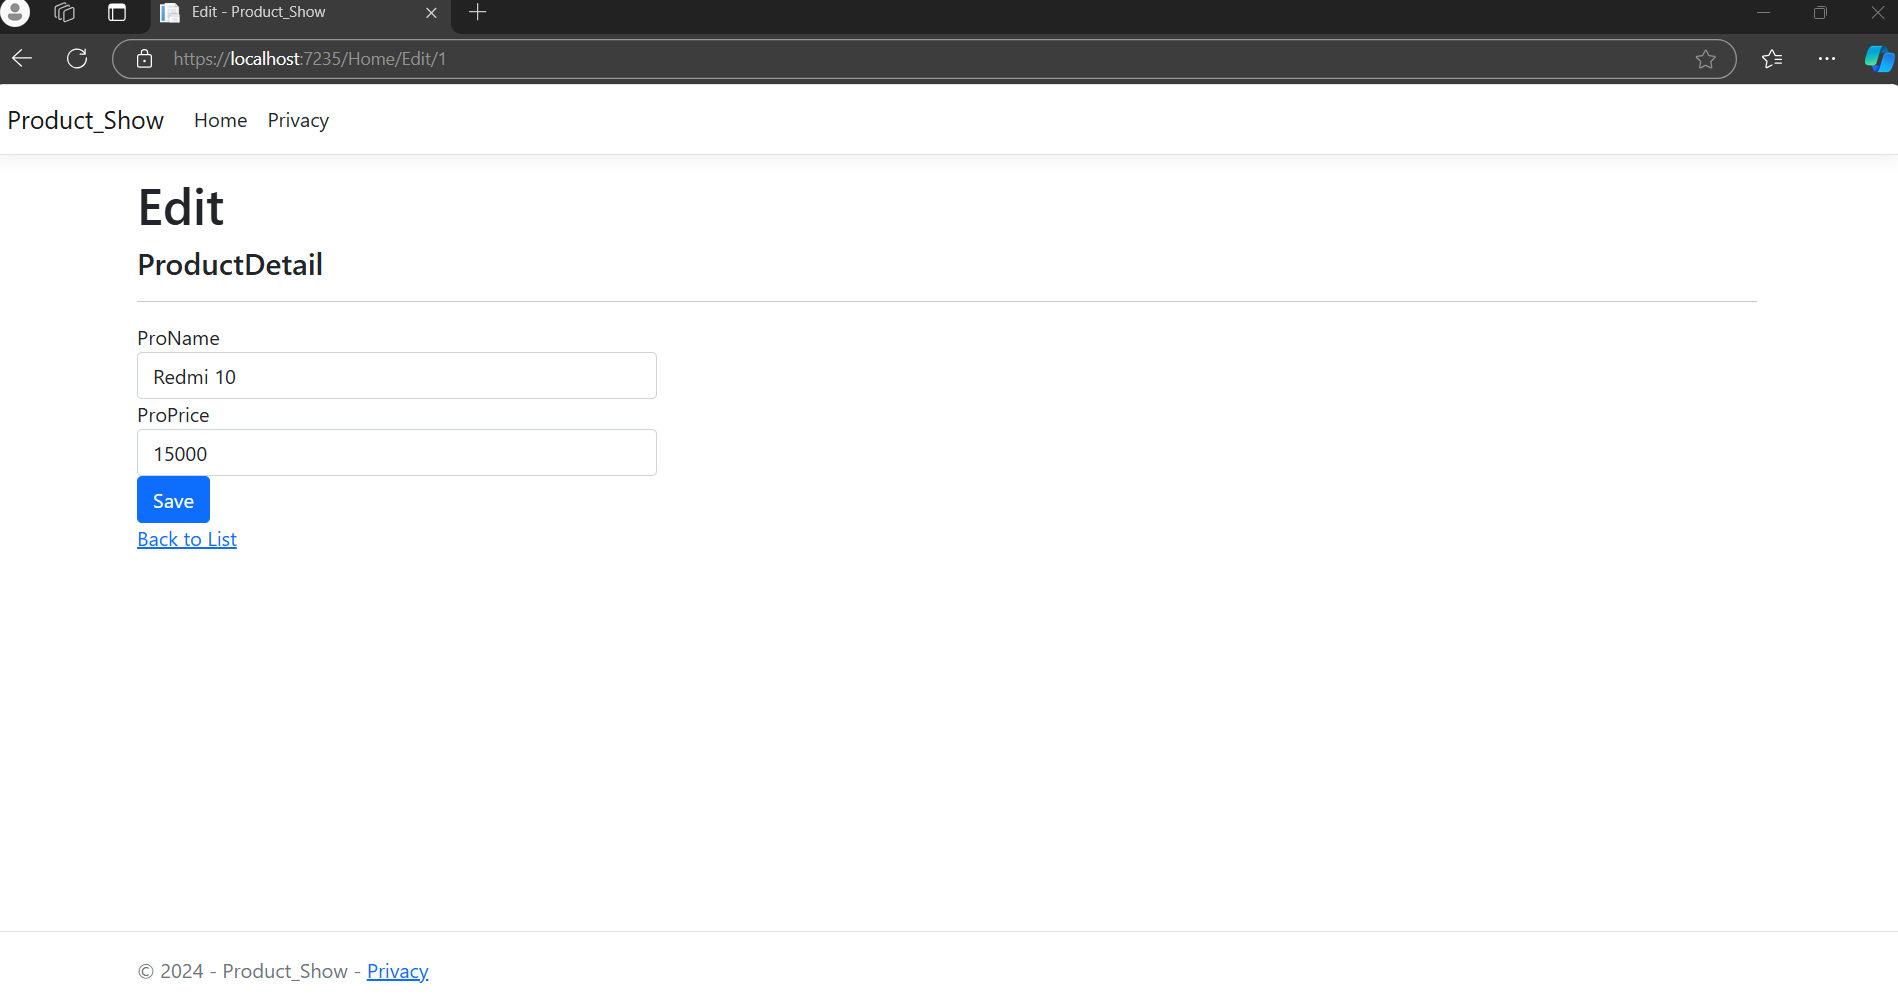 Edit - Product_Show
https://localhost:7235/Home/Edit/1
Product_Show Home Privacy
Edit
ProductDetail
ProName
Redmi 10
ProPrice
15000
Save
Back to List
© 2024 - Product_Show - Privacy